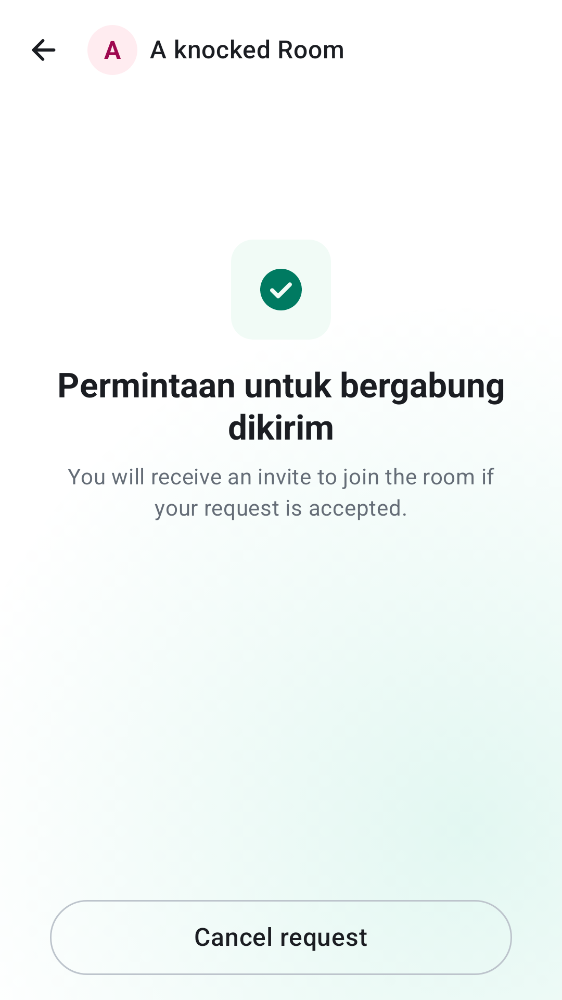 A
A knocked Room
Permintaan untuk bergabung
dikirim
You will receive an invite to join the room if
your request is accepted.
Cancel request